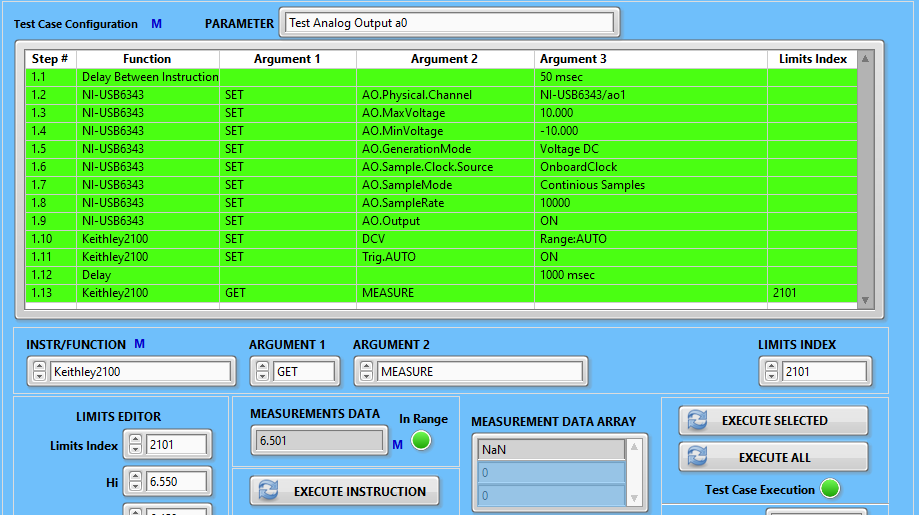 Test Case Configuration M PARAMETER Test Analog Output a0
Step # Function Argument 1 Argument 2 Argument 3 Limits Index
1.1 Delay Between Instruction 50 msec
1.2 NI-USB6343 SET AO.Physical.Channel NI-USB6343/ao1
1.3 NI-USB6343 SET AO.MaxVoltage 10.000
1.4 NI-USB6343 SET AO.MinVoltage -10.000
1.5 NI-USB6343 SET AO.GenerationMode Voltage DC
1.6 NI-USB6343 SET AO.Sample.Clock.Source OnboardClock
1.7 NI-USB6343 SET AO.SampleMode Continious Samples
1.8 NI-USB6343 SET AO.SampleRate 10000
1.9 NI-USB6343 SET AO.Output ON
1.10 Keithley2100 SET DCV Range:AUTO
1.11 Keithley2100 SET Trig.AUTO ON
1.12 Delay 1000 msec
1.13 Keithley2100 GET MEASURE 2101
INSTR/FUNCTION M ARGUMENT 1 ARGUMENT 2 LIMITS INDEX
Keithley2100 GET MEASURE 2101
LIMITS EDITOR
Limits Index 2101
Hi 6.550
MEASUREMENTS DATA In Range
6.501 M
EXECUTE INSTRUCTION
MEASUREMENT DATA ARRAY
NaN
0
0
EXECUTE SELECTED
EXECUTE ALL
Test Case Execution